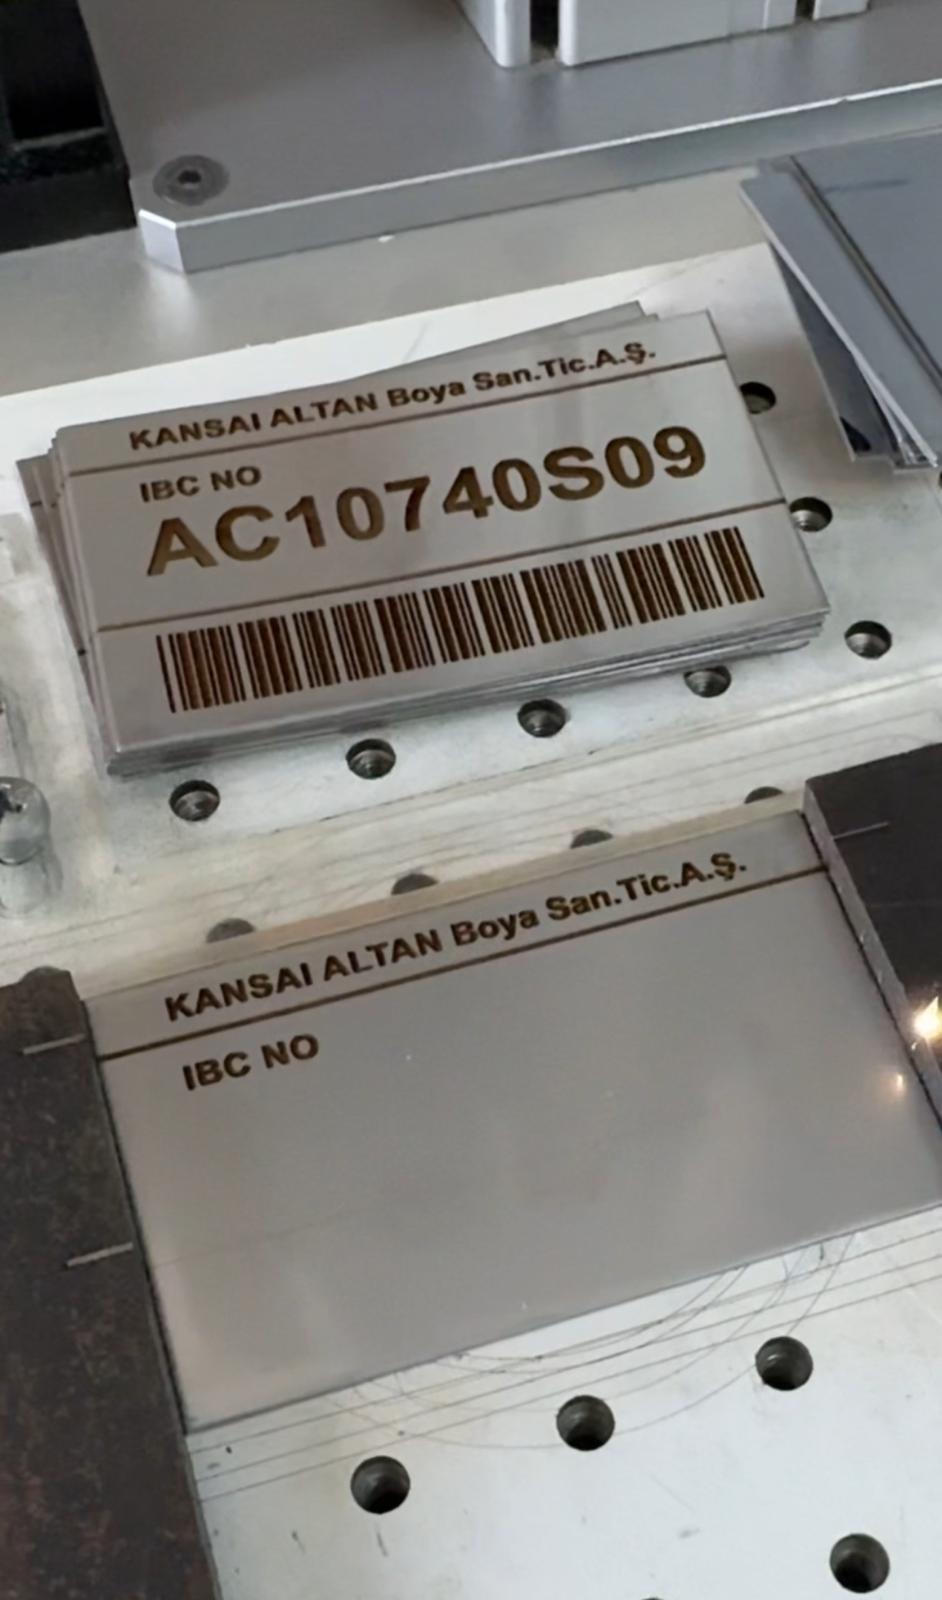 KANSAI ALTAN Boya San.Tic.A.Ş.
IBC NO
AC10740S09
KANSAI ALTAN Boya San.Tic.A.Ş.
IBC NO